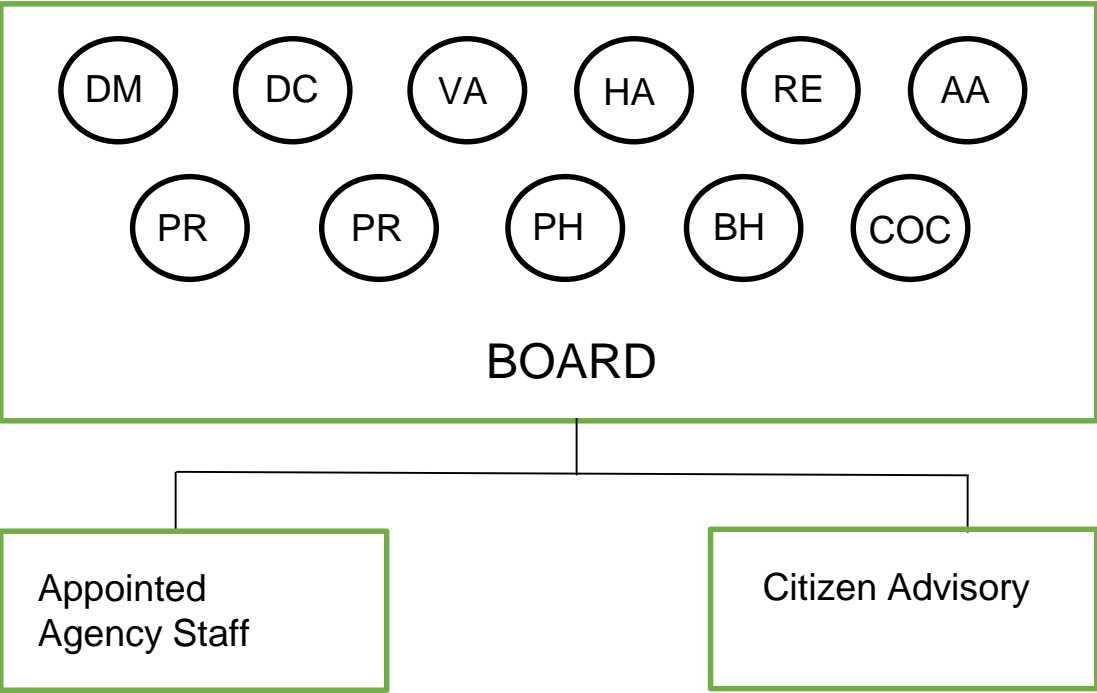 DM DC VA HA RE AA
PR PR PH BH COC
BOARD
Appointed
Agency Staff
Citizen Advisory